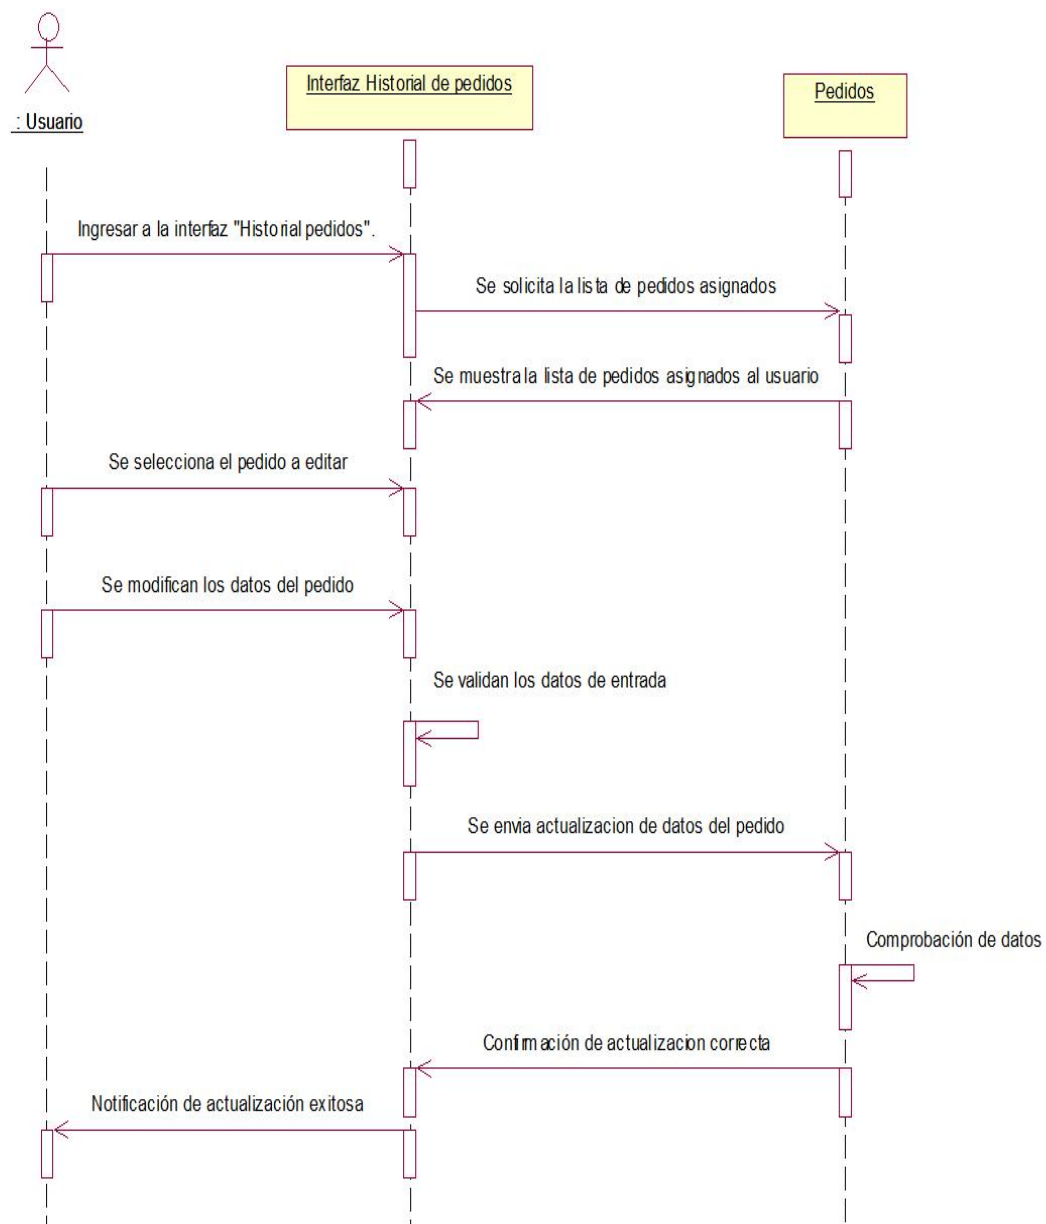 : Usuario
Interfaz Historial de pedidos
Pedidos
Ingresar a la interfaz "Historial pedidos".
Se solicita la lista de pedidos asignados
Se muestra la lista de pedidos asignados al usuario
Se selecciona el pedido a editar
Se modifican los datos del pedido
Se validan los datos de entrada
Se envia actualizacion de datos del pedido
Comprobación de datos
Confirmación de actualizacion correcta
Notificación de actualización exitosa